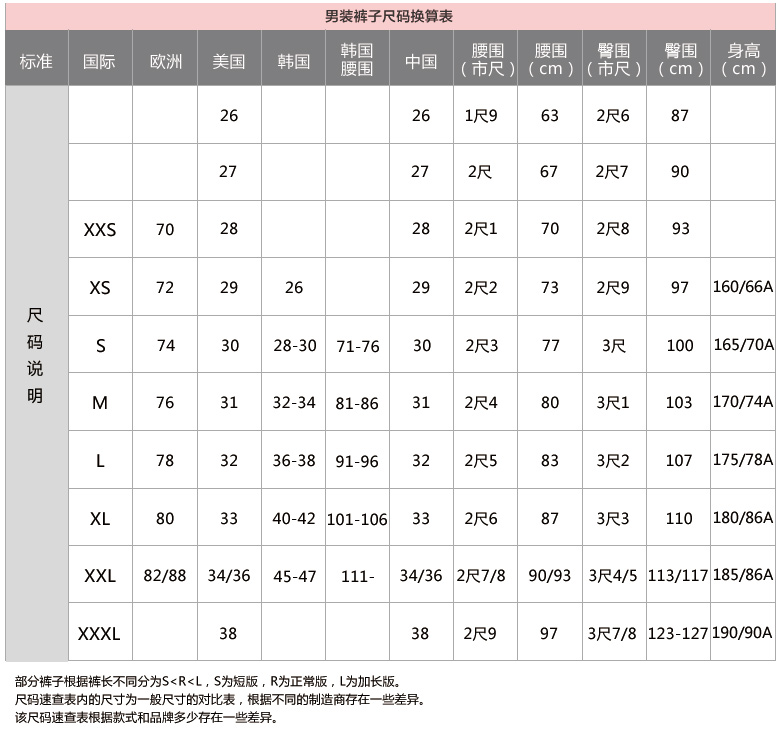 男装裤子尺码换算表
标准 国际 欧洲 美国 韩国 韩国腰围 中国 腰围（市尺） 腰围（cm） 臀围（市尺） 臀围（cm） 身高（cm）
尺码说明
26 26 1尺9 63 2尺6 87
27 27 2尺 67 2尺7 90
XXS 70 28 28 2尺1 70 2尺8 93
XS 72 29 26 29 2尺2 73 2尺9 97 160/66A
S 74 30 28-30 71-76 30 2尺3 77 3尺 100 165/70A
M 76 31 32-34 81-86 31 2尺4 80 3尺1 103 170/74A
L 78 32 36-38 91-96 32 2尺5 83 3尺2 107 175/78A
XL 80 33 40-42 101-106 33 2尺6 87 3尺3 110 180/86A
XXL 82/88 34/36 45-47 111- 34/36 2尺7/8 90/93 3尺4/5 113/117 185/86A
XXXL 38 38 2尺9 97 3尺7/8 123-127 190/90A
部分裤子根据裤长不同分为S<R<L，S为短版，R为正常版，L为加长版。
尺码速查表内的尺寸为一般尺寸的对比表，根据不同的制造商存在一些差异。
该尺码速查表根据款式和品牌多少存在一些差异。